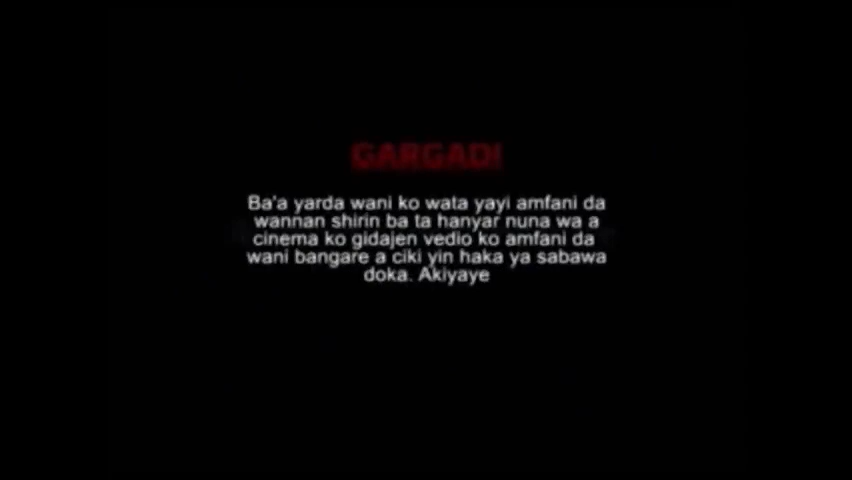 GARGADI
Ba'a yarda wani ko wata yayi amfani da
wannan shirin ba ta hanyar nuna wa a
cinema ko gidajen vedio ko amfani da
wani bangare a ciki yin haka ya sabawa
doka. Akiyaye